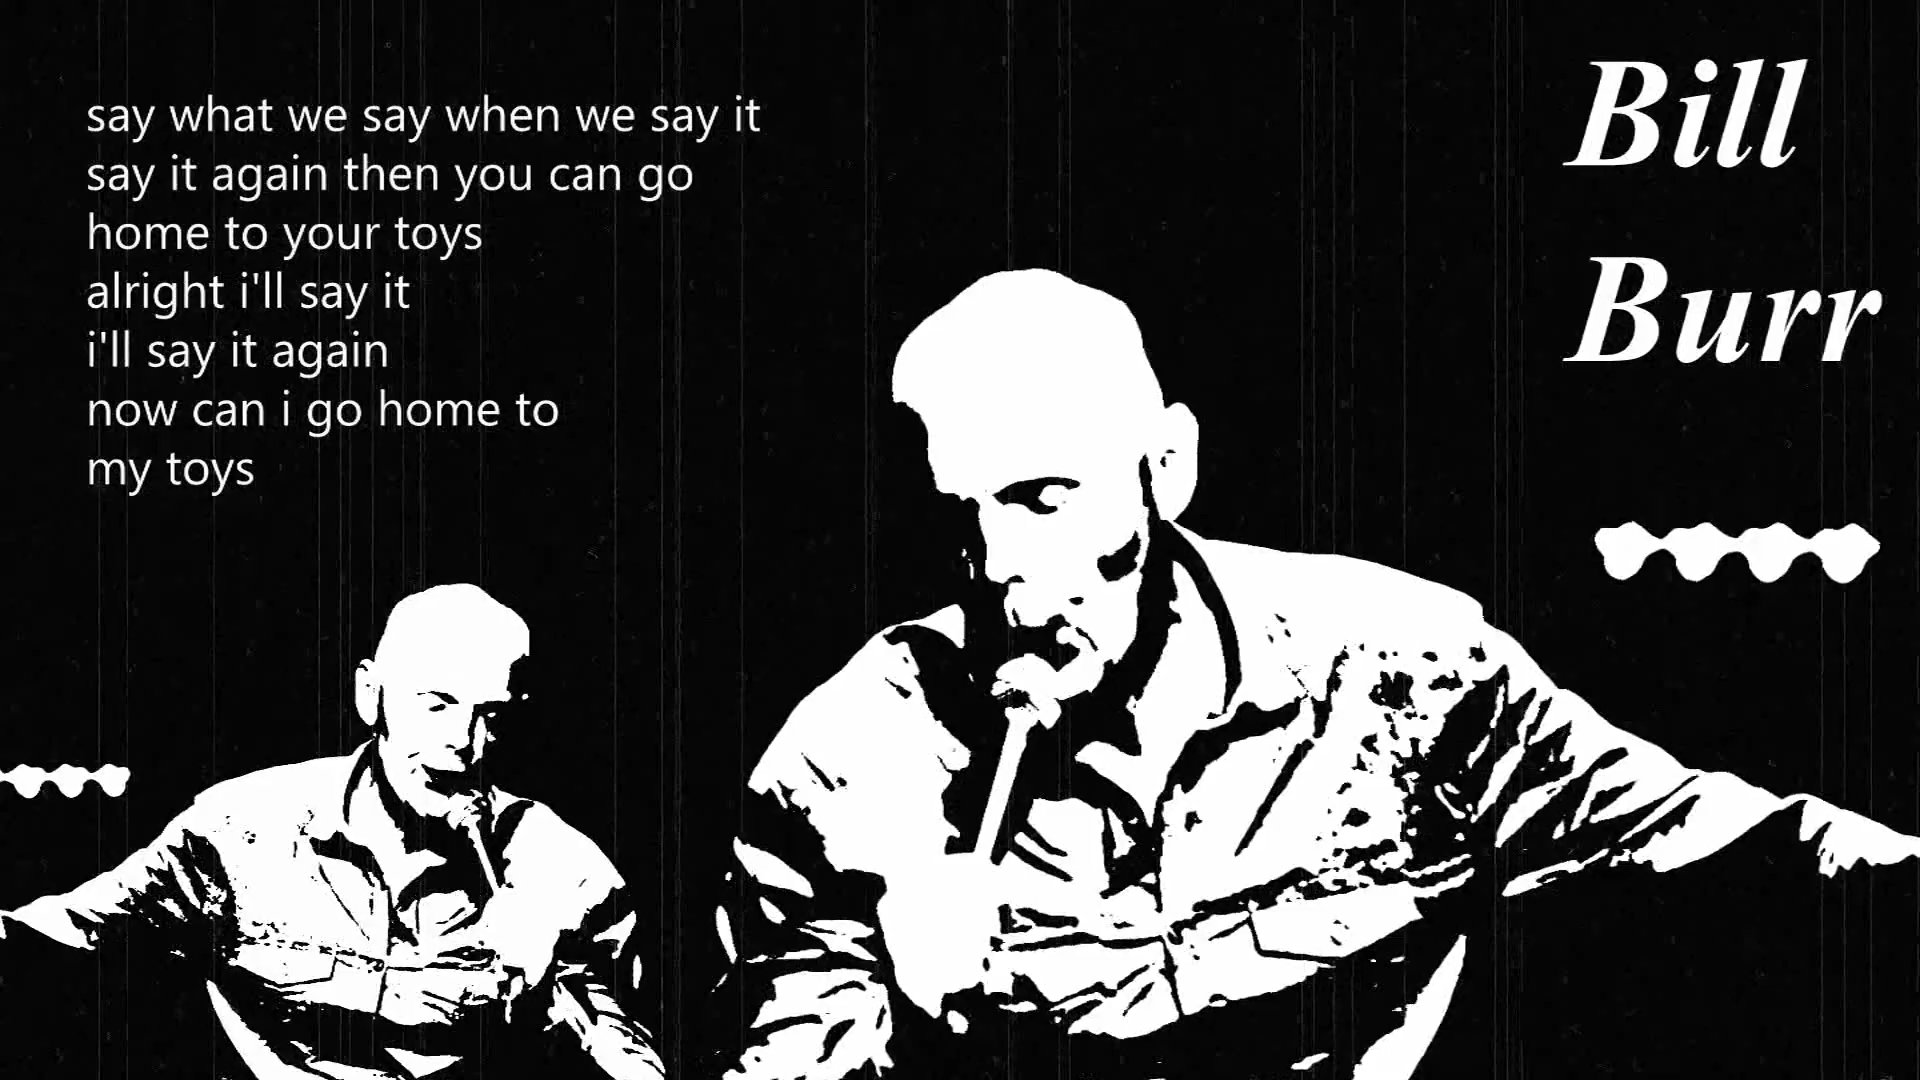 say what we say when we say it
say it again then you can go
home to your toys
alright i'll say it
i'll say it again
now can i go home to
my toys
Bill
Burr